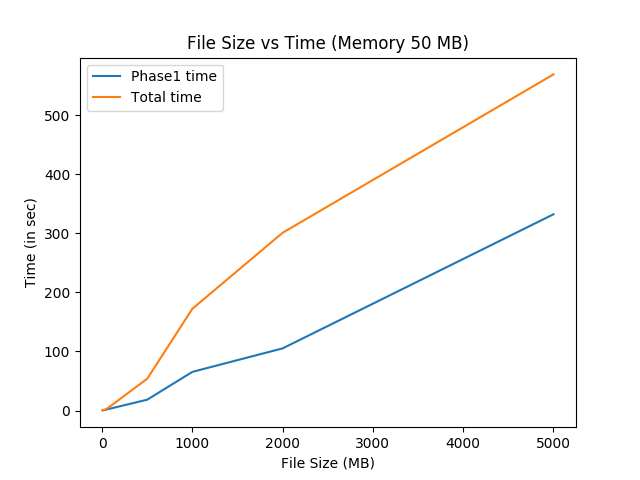 File Size vs Time (Memory 50 MB)
Phase1 time
Total time
Time (in sec)
500
400
300
200
100
0
0 1000 2000 3000 4000 5000
File Size (MB)